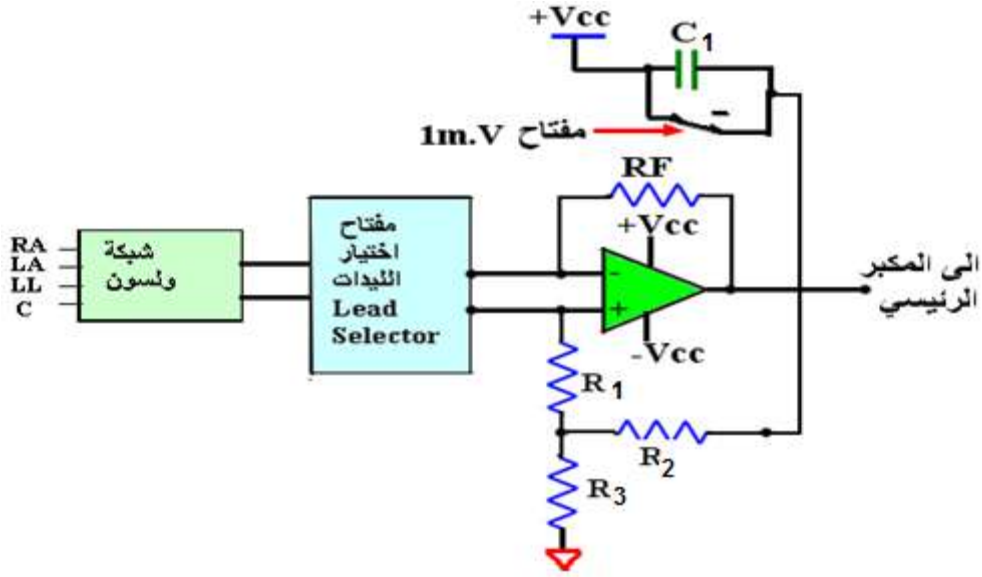 +Vcc
C1
مفتاح 1m.V
RF
+Vcc
RA
LA
LL
C
شبكة
ولسون
مفتاح
اختيار
الليدات
Lead
Selector
-
+
-Vcc
الى المكبر
الرئيسي
R1
R2
R3